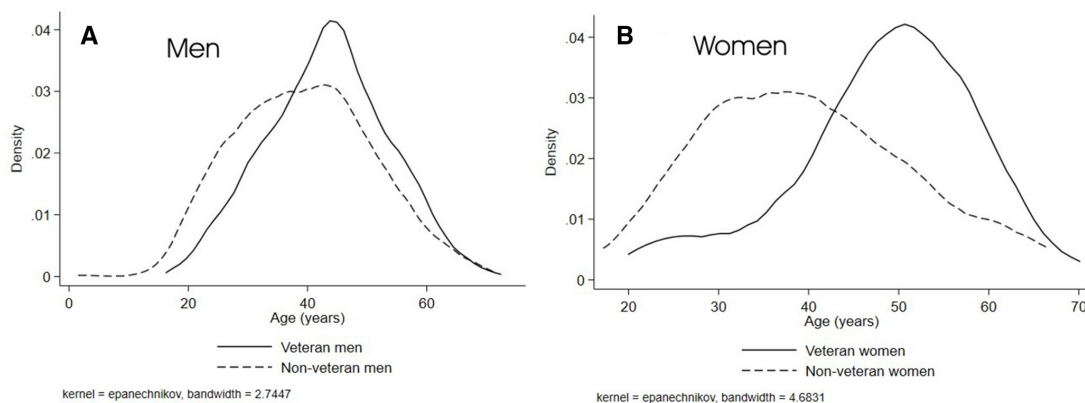 A
Men
.04
.03
.02
.01
0
Density
0 20 40 60
Age (years)
Veteran men
Non-veteran men
kernel = epanechnikov, bandwidth = 2.7447
B
Women
.04
.03
.02
.01
0
Density
20 30 40 50 60 70
Age (years)
Veteran women
Non-veteran women
kernel = epanechnikov, bandwidth = 4.6831